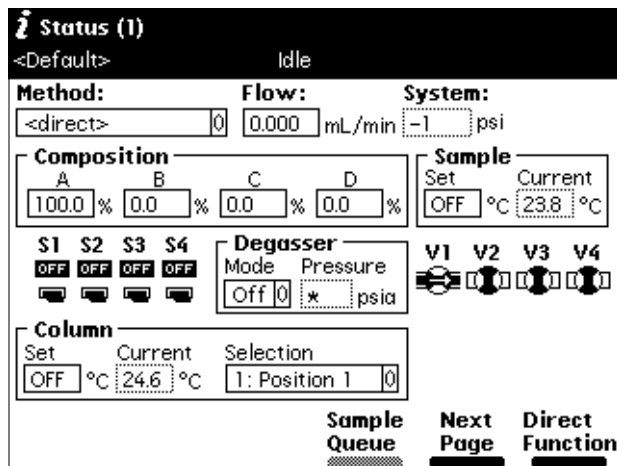 i Status (1)
<Default> Idle
Method: Flow: System:
<direct> 0 0.000 mL/min -1 psi
Composition Sample
A B C D Set Current
100.0 % 0.0 % 0.0 % 0.0 % OFF °C 23.8 °C
S1 S2 S3 S4 Degasser V1 V2 V3 V4
OFF OFF OFF OFF Mode Pressure
Off 0 * psia
Column
Set Current Selection
OFF °C 24.6 °C 1: Position 1 0
Sample Next Direct
Queue Page Function